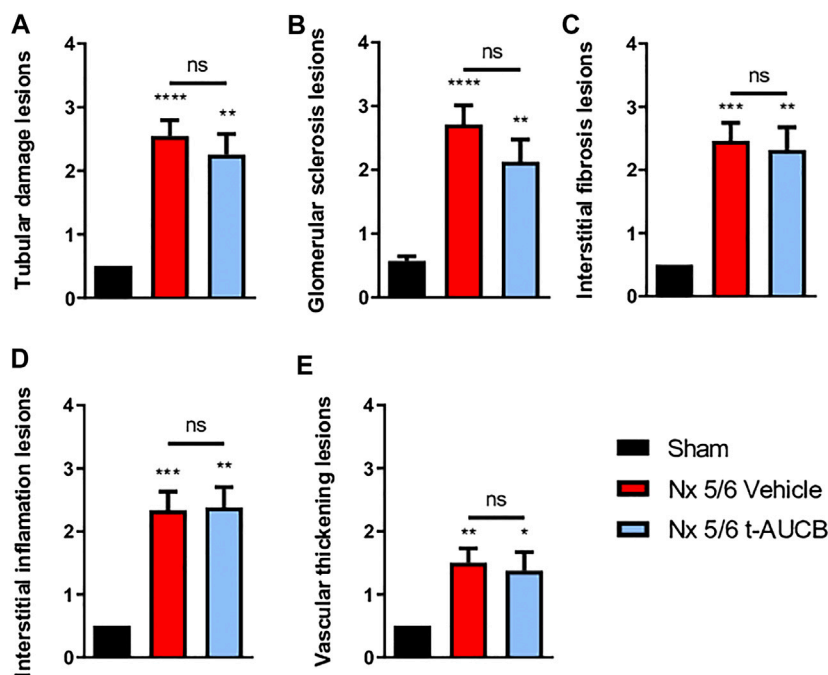 A
Tubular damage lesions
4
3
2
1
0
ns
****
**
B
Glomerular sclerosis lesions
4
3
2
1
0
ns
****
**
C
Interstitial fibrosis lesions
4
3
2
1
0
ns
***
**
D
Interstitial inflamation lesions
4
3
2
1
0
ns
***
**
E
Vascular thickening lesions
4
3
2
1
0
ns
**
*
Sham
Nx 5/6 Vehicle
Nx 5/6 t-AUCB